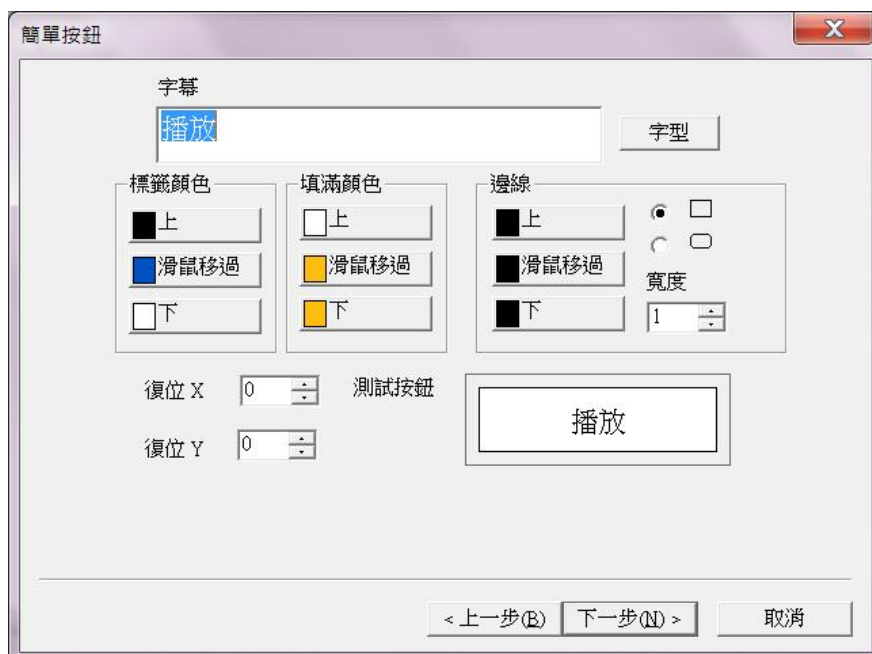 簡單按鈕
字幕
播放
字型
標籤顏色
上
滑鼠移過
下
填滿顏色
上
滑鼠移過
下
邊線
上
滑鼠移過
下
寬度
1
復位 X
0
測試按鈕
播放
復位 Y
0
< 上一步(B)
下一步(N) >
取消